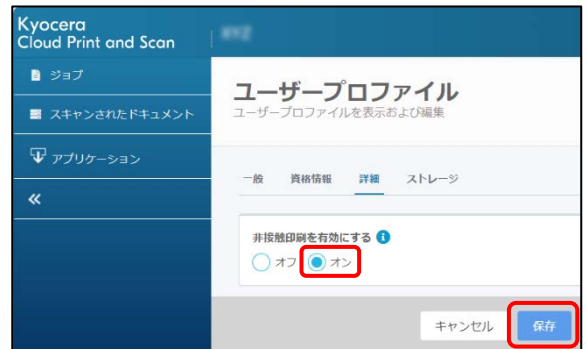 Kyocera
Cloud Print and Scan
ジョブ
スキャンされたドキュメント
アプリケーション
ユーザープロファイル
ユーザープロファイルを表示および編集
一般 資格情報 詳細 ストレージ
非接触印刷を有効にする
オフ オン
キャンセル 保存